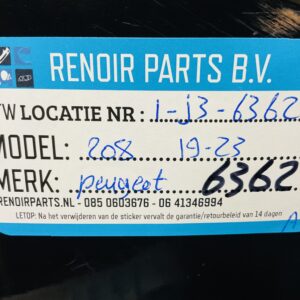 RENOIR PARTS B.V.
W LOCATIE NR: 1-J3-6362
MODEL: 208 19-23
MERK: peugeot 6362
RENOIRPARTS.NL - 085 0603676 - 06 41346994
LETOP: Na het verwijderen van de sticker vervalt de garantie/retourbeleid van 14 dagen